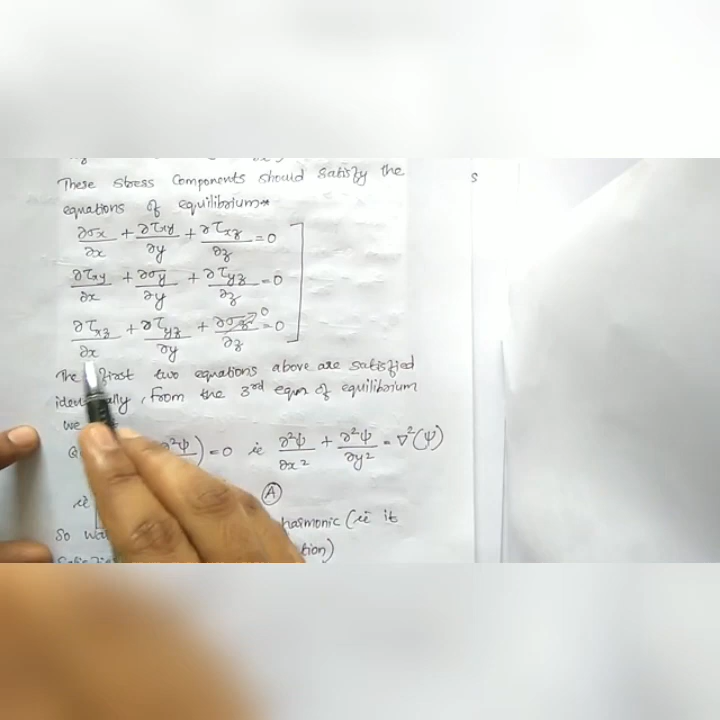 These stress components should satisfy the
equations of equilibrium
∂σx/∂x + ∂τxy/∂y + ∂τxz/∂z = 0
∂τxy/∂x + ∂σy/∂y + ∂τyz/∂z = 0
∂τxz/∂x + ∂τyz/∂y + ∂σz/∂z → 0 = 0
The first two equations above are satisfied
, from the 3rd eqn of equilibrium
we
∂²ψ ) = 0 ie ∂²ψ/∂x² + ∂²ψ/∂y² = ∇²(ψ)
ie A
So harmonic (ie it
tion)
s